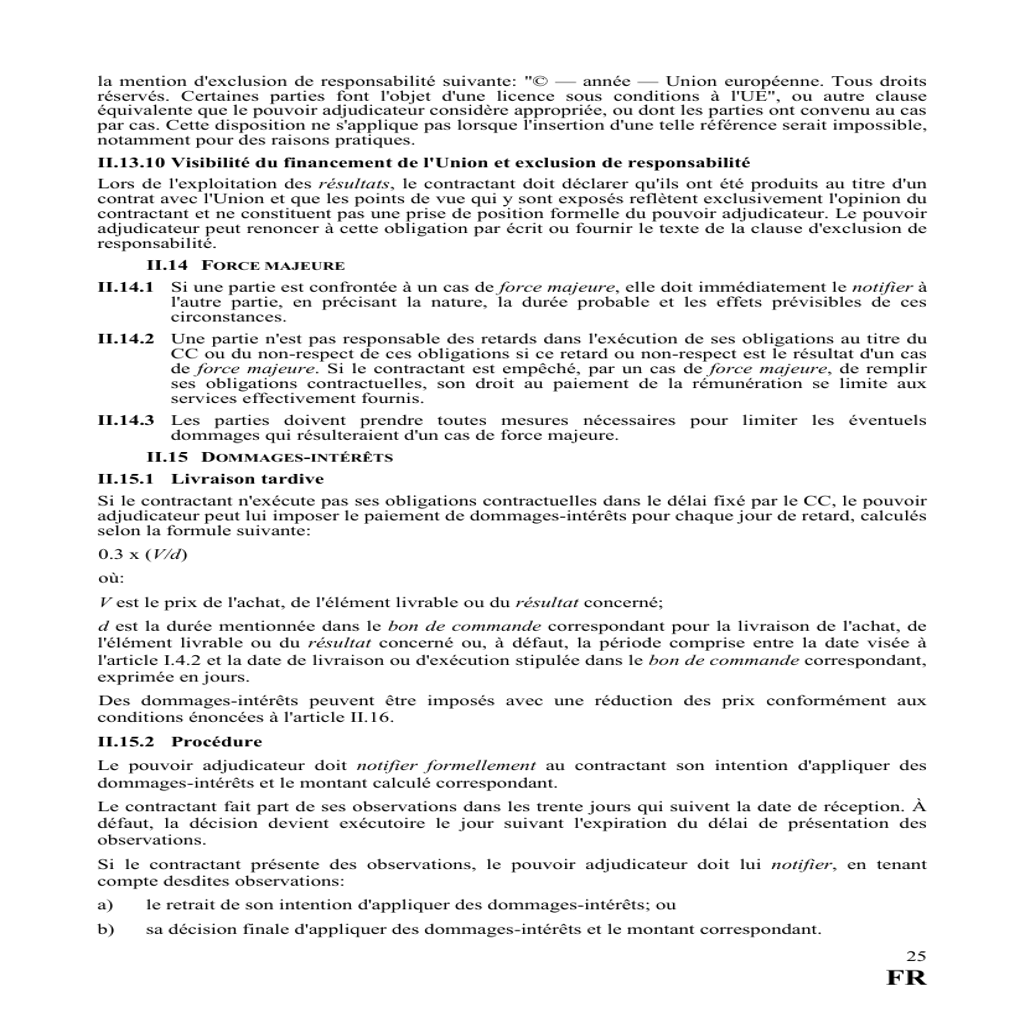 la mention d'exclusion de responsabilité suivante: "© — année — Union européenne. Tous droits
réservés. Certaines parties font l'objet d'une licence sous conditions à l'UE", ou autre clause
équivalente que le pouvoir adjudicateur considère appropriée, ou dont les parties ont convenu au cas
par cas. Cette disposition ne s'applique pas lorsque l'insertion d'une telle référence serait impossible,
notamment pour des raisons pratiques.
II.13.10 Visibilité du financement de l'Union et exclusion de responsabilité
Lors de l'exploitation des résultats, le contractant doit déclarer qu'ils ont été produits au titre d'un
contrat avec l'Union et que les points de vue qui y sont exposés reflètent exclusivement l'opinion du
contractant et ne constituent pas une prise de position formelle du pouvoir adjudicateur. Le pouvoir
adjudicateur peut renoncer à cette obligation par écrit ou fournir le texte de la clause d'exclusion de
responsabilité.
II.14 FORCE MAJEURE
II.14.1 Si une partie est confrontée à un cas de force majeure, elle doit immédiatement le notifier à
l'autre partie, en précisant la nature, la durée probable et les effets prévisibles de ces
circonstances.
II.14.2 Une partie n'est pas responsable des retards dans l'exécution de ses obligations au titre du
CC ou du non-respect de ces obligations si ce retard ou non-respect est le résultat d'un cas
de force majeure. Si le contractant est empêché, par un cas de force majeure, de remplir
ses obligations contractuelles, son droit au paiement de la rémunération se limite aux
services effectivement fournis.
II.14.3 Les parties doivent prendre toutes mesures nécessaires pour limiter les éventuels
dommages qui résulteraient d'un cas de force majeure.
II.15 DOMMAGES-INTÉRÊTS
II.15.1 Livraison tardive
Si le contractant n'exécute pas ses obligations contractuelles dans le délai fixé par le CC, le pouvoir
adjudicateur peut lui imposer le paiement de dommages-intérêts pour chaque jour de retard, calculés
selon la formule suivante:
0.3 x (V/d)
où:
V est le prix de l'achat, de l'élément livrable ou du résultat concerné;
d est la durée mentionnée dans le bon de commande correspondant pour la livraison de l'achat, de
l'élément livrable ou du résultat concerné ou, à défaut, la période comprise entre la date visée à
l'article I.4.2 et la date de livraison ou d'exécution stipulée dans le bon de commande correspondant,
exprimée en jours.
Des dommages-intérêts peuvent être imposés avec une réduction des prix conformément aux
conditions énoncées à l'article II.16.
II.15.2 Procédure
Le pouvoir adjudicateur doit notifier formellement au contractant son intention d'appliquer des
dommages-intérêts et le montant calculé correspondant.
Le contractant fait part de ses observations dans les trente jours qui suivent la date de réception. À
défaut, la décision devient exécutoire le jour suivant l'expiration du délai de présentation des
observations.
Si le contractant présente des observations, le pouvoir adjudicateur doit lui notifier, en tenant
compte desdites observations:
a) le retrait de son intention d'appliquer des dommages-intérêts; ou
b) sa décision finale d'appliquer des dommages-intérêts et le montant correspondant.
25
FR